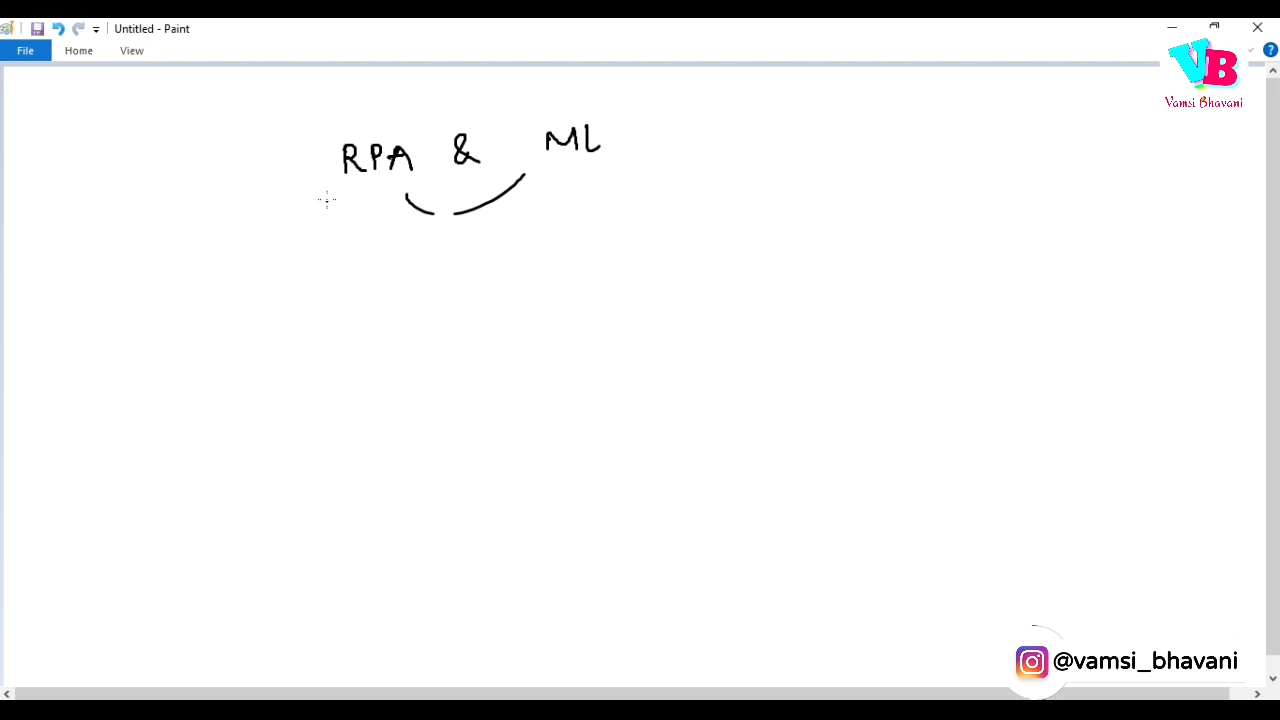 Untitled - Paint
File Home View
VB
Vamsi Bhavani
RPA & ML
@vamsi_bhavani